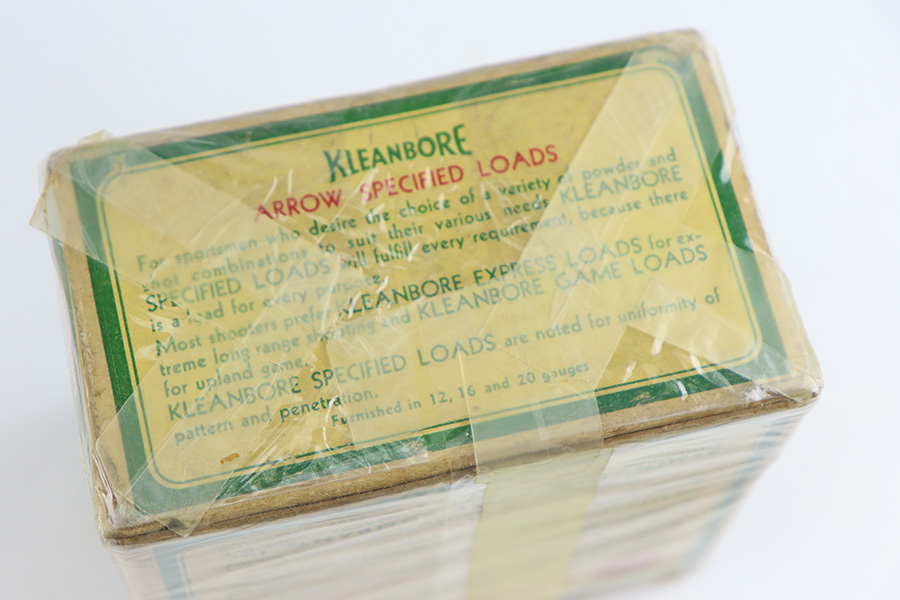 KLEANBORE
ARROW SPECIFIED LOADS
For sportsmen who desire the choice of a variety of powder and
shot combinations to suit their various needs KLEANBORE
SPECIFIED LOADS will fulfill every requirement, because there
is a load for every purpose.
Most shooters prefer KLEANBORE EXPRESS LOADS for ex-
treme long range shooting and KLEANBORE GAME LOADS
for upland game.
KLEANBORE SPECIFIED LOADS are noted for uniformity of
pattern and penetration.
Furnished in 12, 16 and 20 gauges